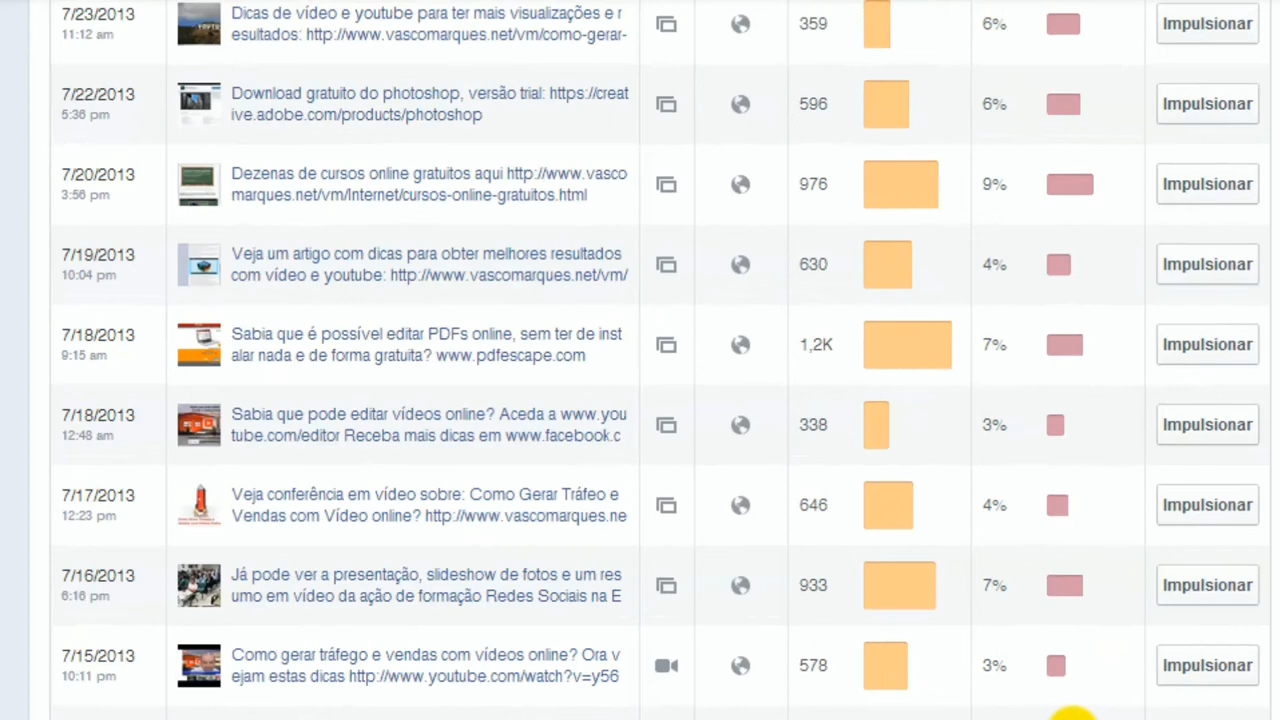 7/23/2013
11:12 am
Dicas de vídeo e youtube para ter mais visualizações e r
esultados: http://www.vascomarques.net/vm/como-gerar-
359
6%
Impulsionar
7/22/2013
5:36 pm
Download gratuito do photoshop, versão trial: https://creat
ive.adobe.com/products/photoshop
596
6%
Impulsionar
7/20/2013
3:56 pm
Dezenas de cursos online gratuitos aqui http://www.vasco
marques.net/vm/Internet/cursos-online-gratuitos.html
976
9%
Impulsionar
7/19/2013
10:04 pm
Veja um artigo com dicas para obter melhores resultados
com vídeo e youtube: http://www.vascomarques.net/vm/
630
4%
Impulsionar
7/18/2013
9:15 am
Sabia que é possível editar PDFs online, sem ter de inst
alar nada e de forma gratuita? www.pdfescape.com
1,2K
7%
Impulsionar
7/18/2013
12:48 am
Sabia que pode editar vídeos online? Aceda a www.you
tube.com/editor Receba mais dicas em www.facebook.c
338
3%
Impulsionar
7/17/2013
12:23 pm
Veja conferência em vídeo sobre: Como Gerar Tráfeo e
Vendas com Vídeo online? http://www.vascomarques.ne
646
4%
Impulsionar
7/16/2013
6:16 pm
Já pode ver a presentação, slideshow de fotos e um res
umo em vídeo da ação de formação Redes Sociais na E
933
7%
Impulsionar
7/15/2013
10:11 pm
Como gerar tráfego e vendas com vídeos online? Ora v
ejam estas dicas http://www.youtube.com/watch?v=y56
578
3%
Impulsionar